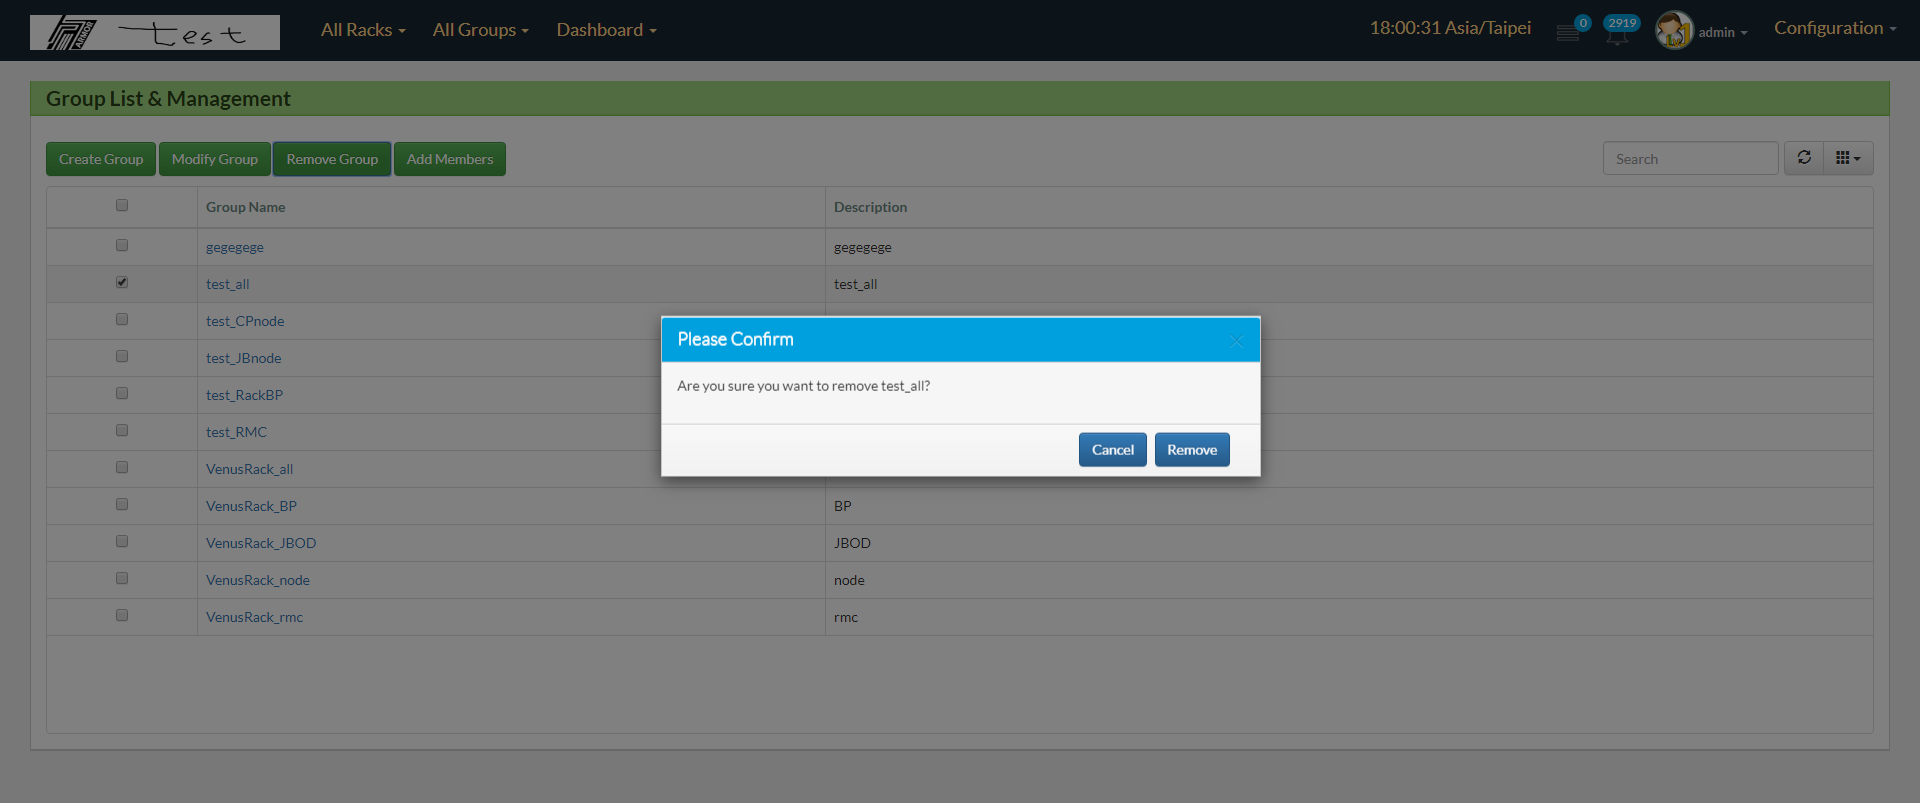 ARMOR test All Racks All Groups Dashboard 18:00:31 Asia/Taipei 0 2919 admin Configuration
Group List & Management
Create Group Modify Group Remove Group Add Members Search
Group Name Description
gegegege gegegege
test_all test_all
test_CPnode
test_JBnode
test_RackBP
test_RMC
VenusRack_all
VenusRack_BP BP
VenusRack_JBOD JBOD
VenusRack_node node
VenusRack_rmc rmc
Please Confirm
Are you sure you want to remove test_all?
Cancel Remove